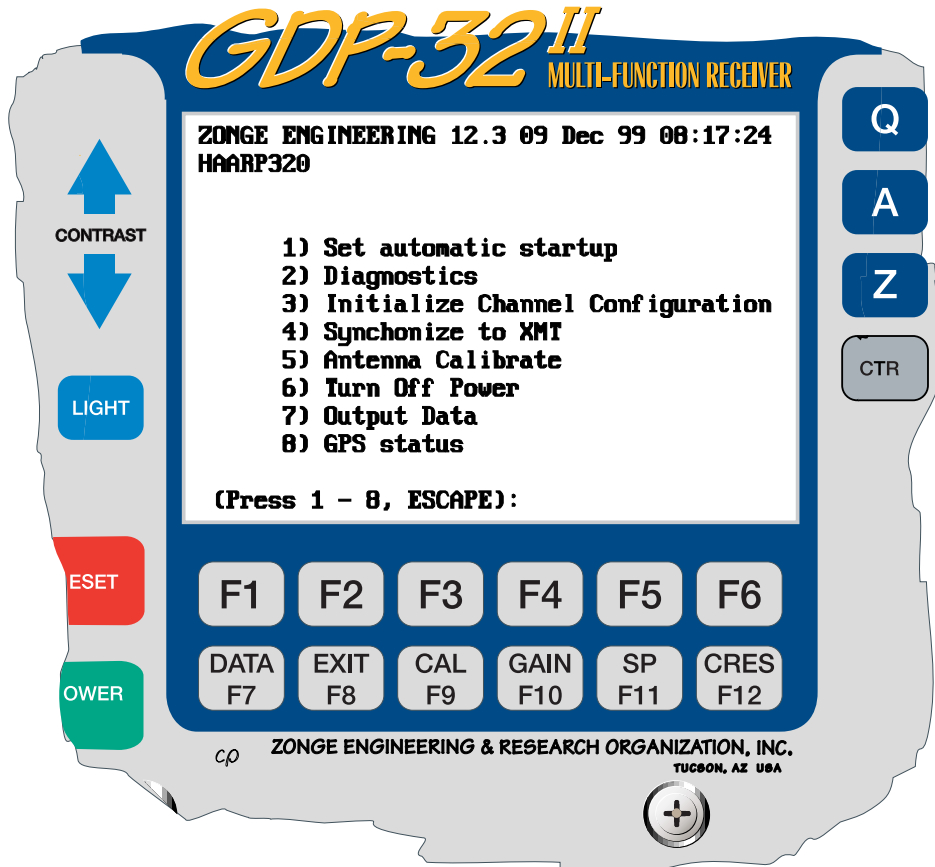 GDP-32 II
MULTI-FUNCTION RECEIVER
ZONGE ENGINEERING 12.3 09 Dec 99 08:17:24
HAARP320
1) Set automatic startup
2) Diagnostics
3) Initialize Channel Configuration
4) Synchonize to XMT
5) Antenna Calibrate
6) Turn Off Power
7) Output Data
8) GPS status
(Press 1 - 8, ESCAPE):
CONTRAST
LIGHT
ESET
OWER
Q
A
Z
CTR
F1 F2 F3 F4 F5 F6
DATA EXIT CAL GAIN SP CRES
F7 F8 F9 F10 F11 F12
cp
ZONGE ENGINEERING & RESEARCH ORGANIZATION, INC.
TUCSON, AZ USA